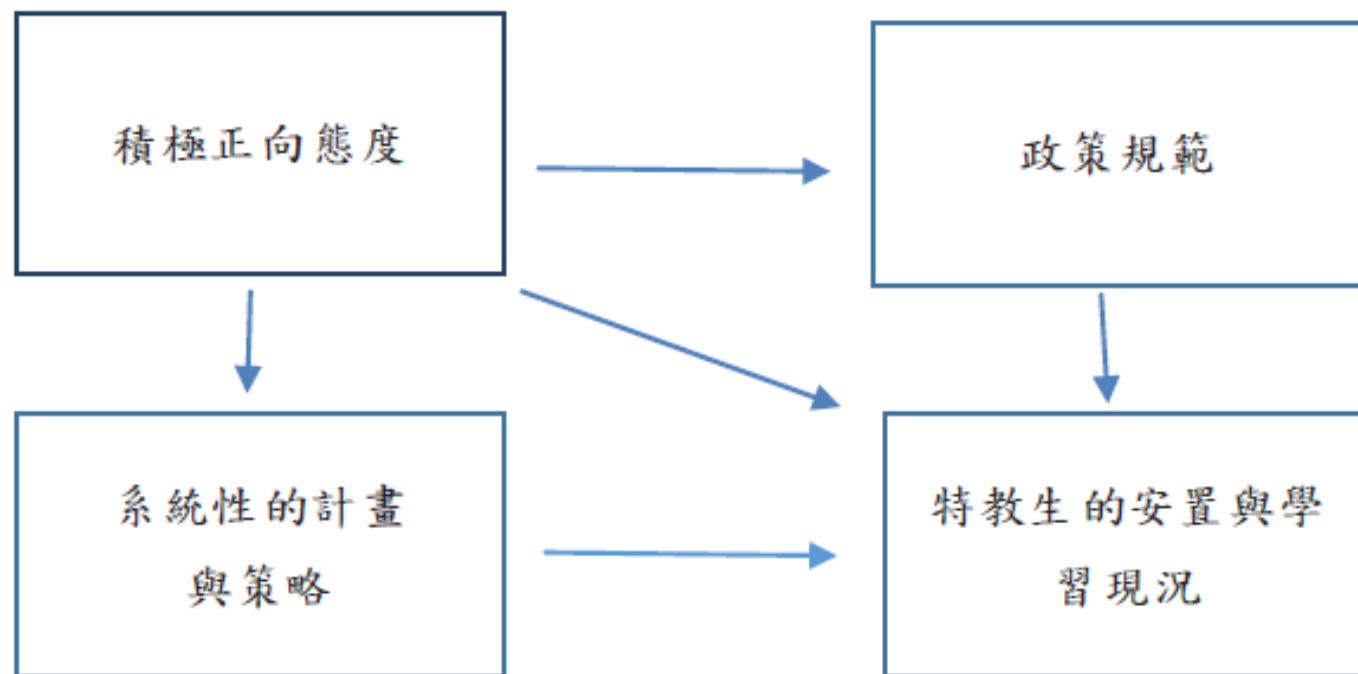 積極正向態度
政策規範
系統性的計畫
與策略
特教生的安置與學
習現況